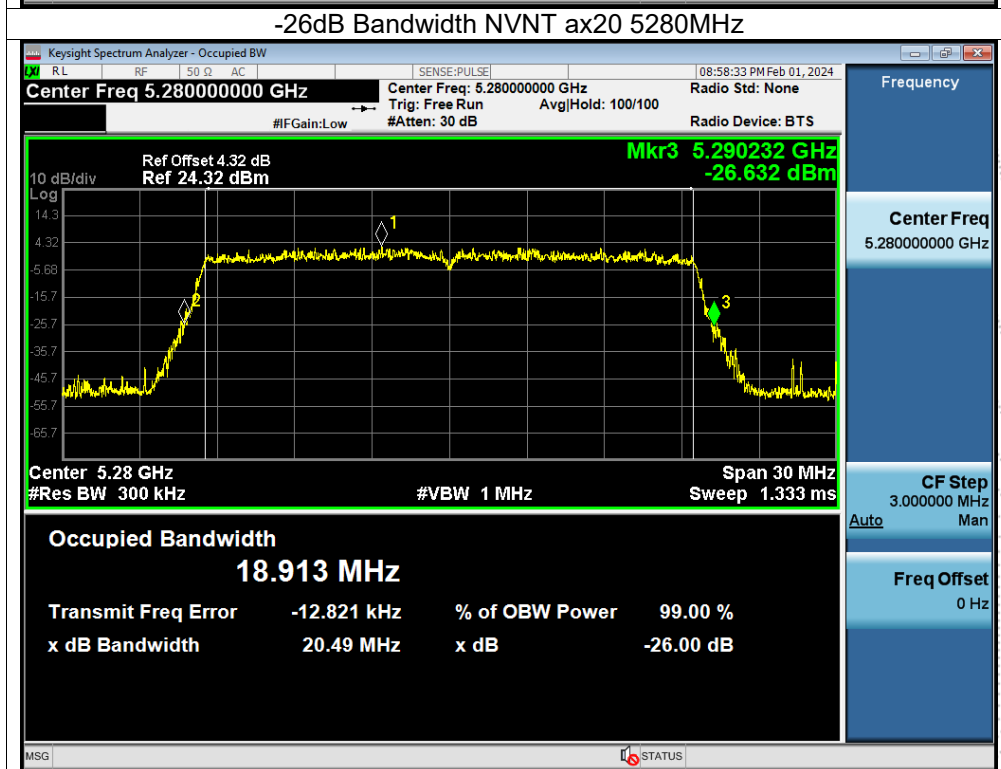 -26dB Bandwidth NVNT ax20 5280MHz
Keysight Spectrum Analyzer - Occupied BW
LXI RL RF 50 Ω AC SENSE:PULSE 08:58:33 PM Feb 01, 2024
Center Freq 5.280000000 GHz
Center Freq: 5.280000000 GHz Radio Std: None
Trig: Free Run Avg|Hold: 100/100
#IFGain:Low #Atten: 30 dB Radio Device: BTS
Frequency
Mkr3 5.290232 GHz
-26.632 dBm
Ref Offset 4.32 dB
10 dB/div Ref 24.32 dBm
Log
14.3
4.32
-5.68
-15.7
-25.7
-35.7
-45.7
-55.7
-65.7
1
2
3
Center 5.28 GHz Span 30 MHz
#Res BW 300 kHz #VBW 1 MHz Sweep 1.333 ms
Occupied Bandwidth
18.913 MHz
Transmit Freq Error -12.821 kHz % of OBW Power 99.00 %
x dB Bandwidth 20.49 MHz x dB -26.00 dB
Center Freq
5.280000000 GHz
CF Step
3.000000 MHz
Auto Man
Freq Offset
0 Hz
MSG STATUS